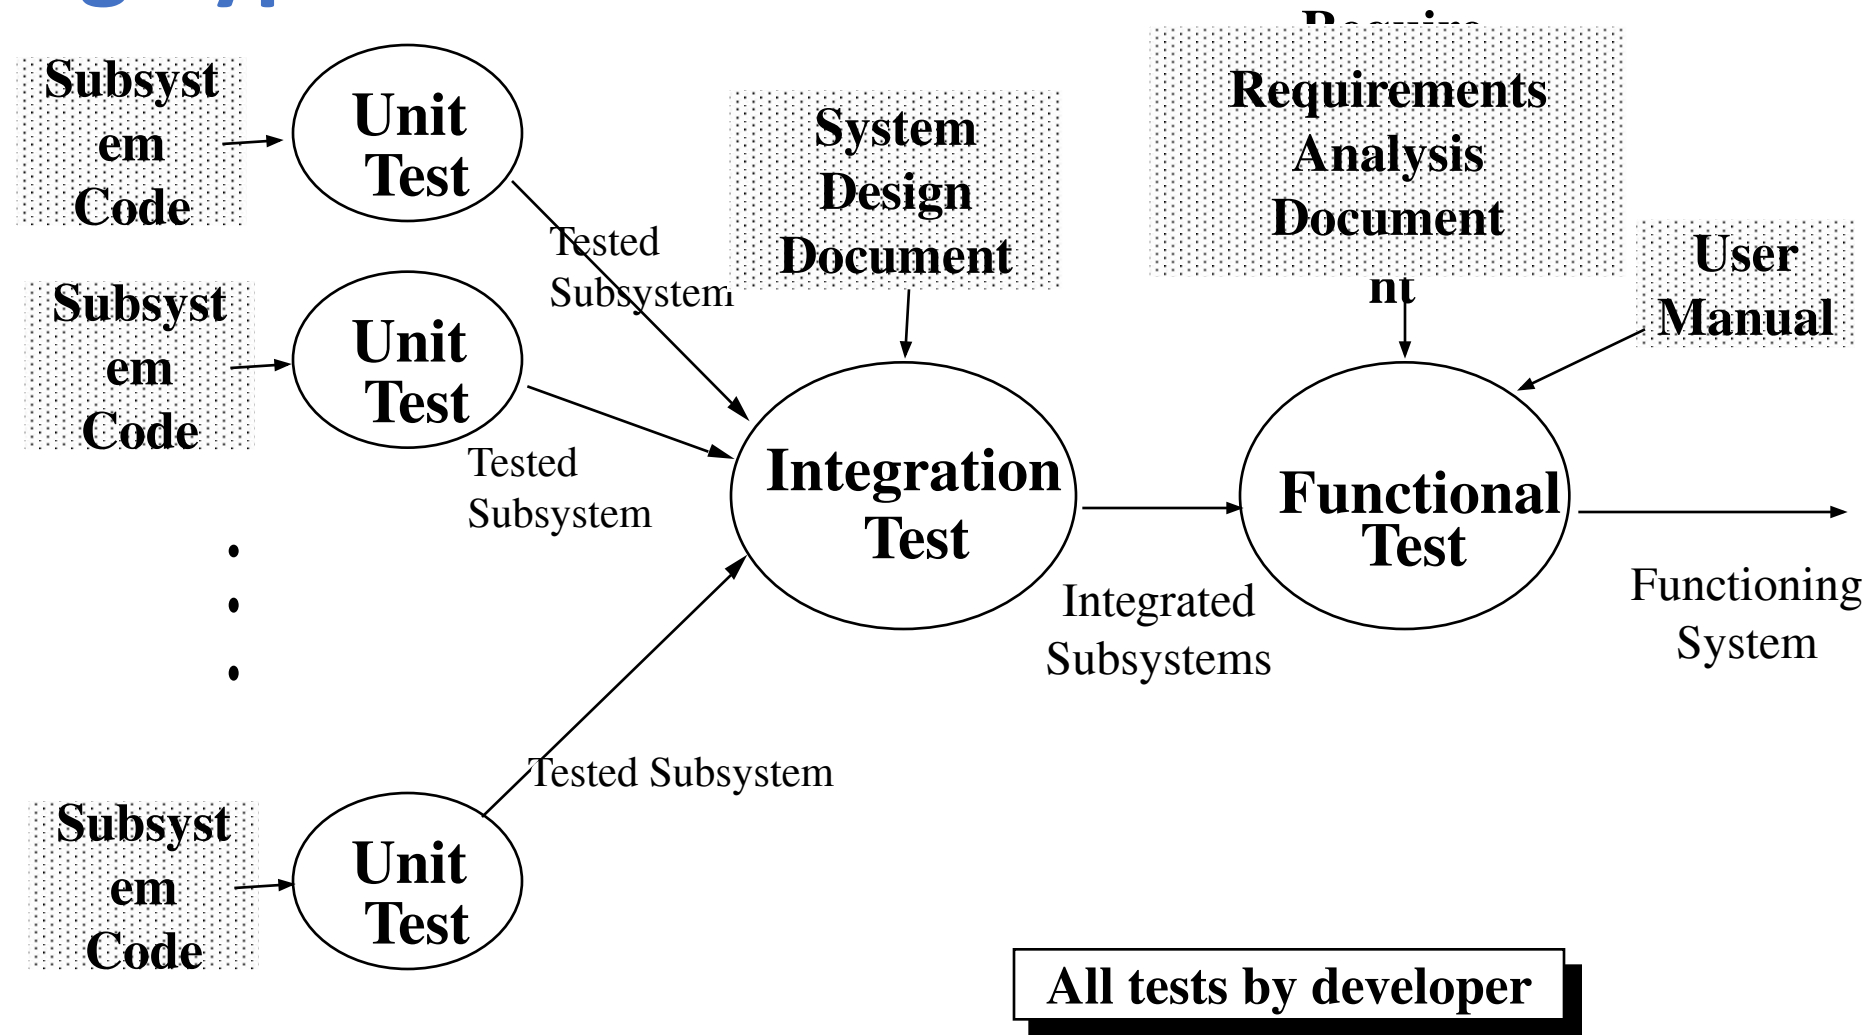 Subsyst
em
Code
Unit
Test
Tested
Subsystem
System
Design
Document
Requirements
Analysis
Document
nt
User
Manual
Subsyst
em
Code
Unit
Test
Tested
Subsystem
Integration
Test
Functional
Test
Integrated
Subsystems
Functioning
System
Tested Subsystem
Subsyst
em
Code
Unit
Test
All tests by developer